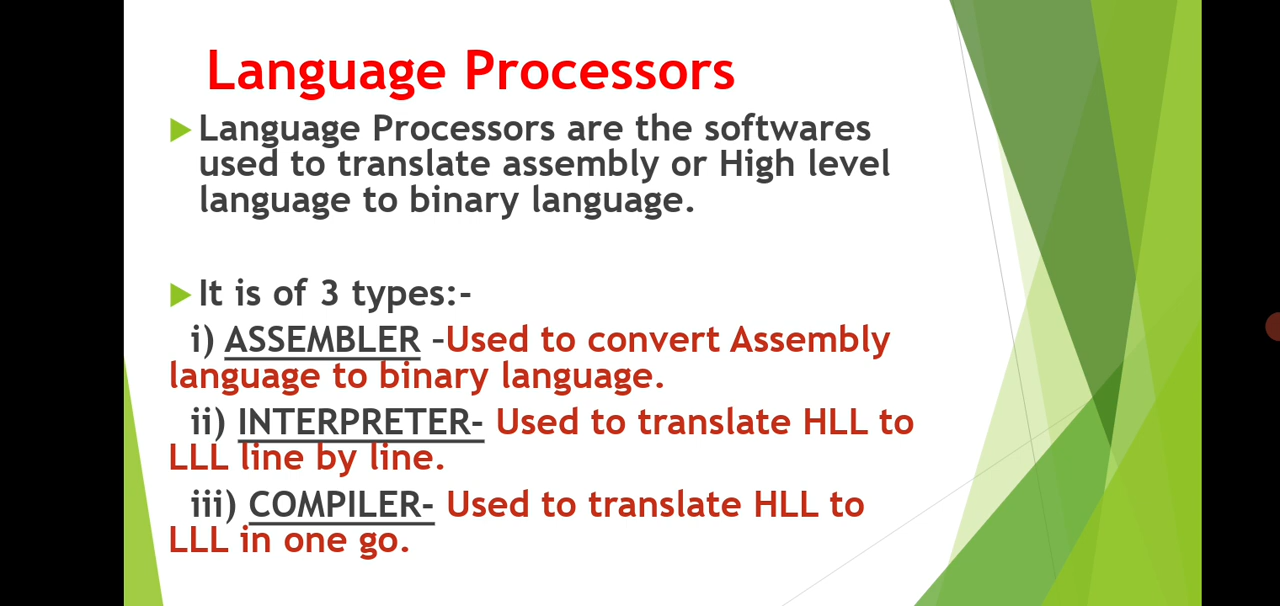 Language Processors
Language Processors are the softwares
used to translate assembly or High level
language to binary language.
It is of 3 types:-
i) ASSEMBLER –Used to convert Assembly
language to binary language.
ii) INTERPRETER- Used to translate HLL to
LLL line by line.
iii) COMPILER- Used to translate HLL to
LLL in one go.